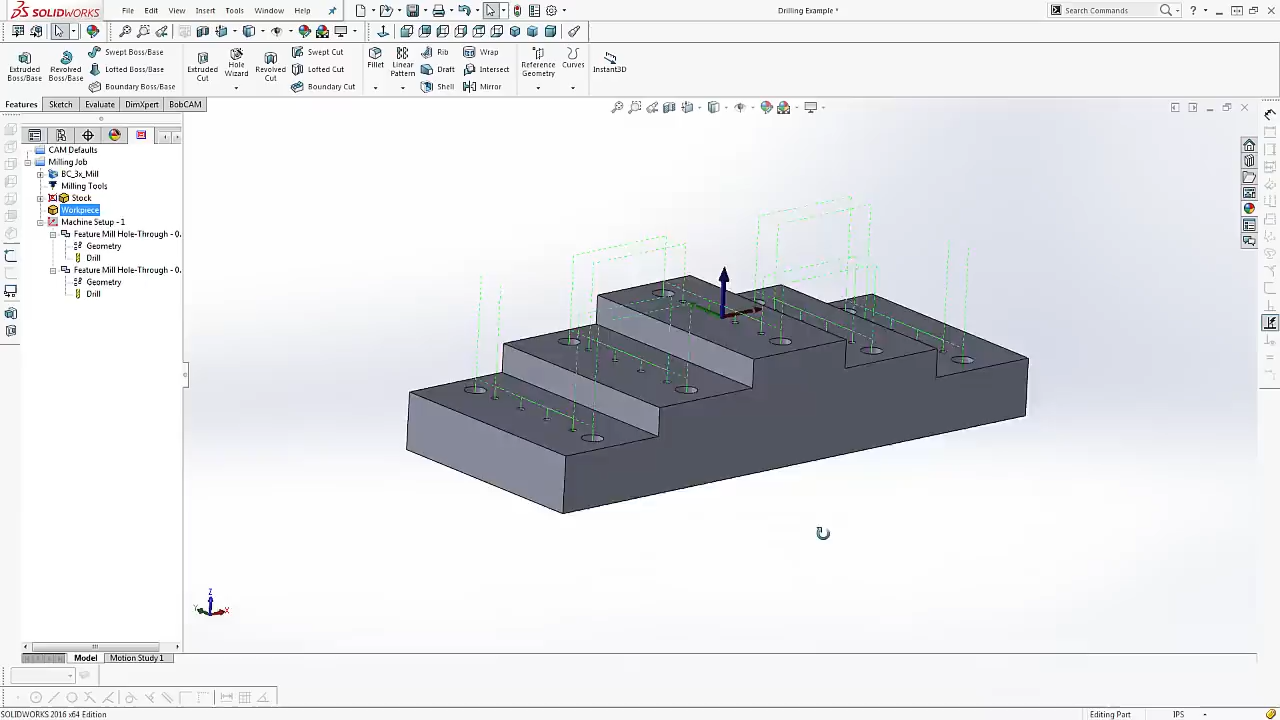 SOLIDWORKS File Edit View Insert Tools Window Help Drilling Example * Search Commands
Swept Boss/Base Swept Cut Rib Wrap
Extruded Boss/Base Revolved Boss/Base Lofted Boss/Base Extruded Cut Hole Wizard Revolved Cut Lofted Cut Fillet Linear Pattern Draft Intersect Reference Geometry Curves Instant3D
Boundary Boss/Base Boundary Cut Shell Mirror
Features Sketch Evaluate DimXpert BobCAM
CAM Defaults
Milling Job
BC_3x_Mill
Milling Tools
Stock
Workpiece
Machine Setup - 1
Feature Mill Hole-Through - 0.
Geometry
Drill
Feature Mill Hole-Through - 0.
Geometry
Drill
Z
Y X
Model Motion Study 1
SOLIDWORKS 2016 x64 Edition Editing Part IPS